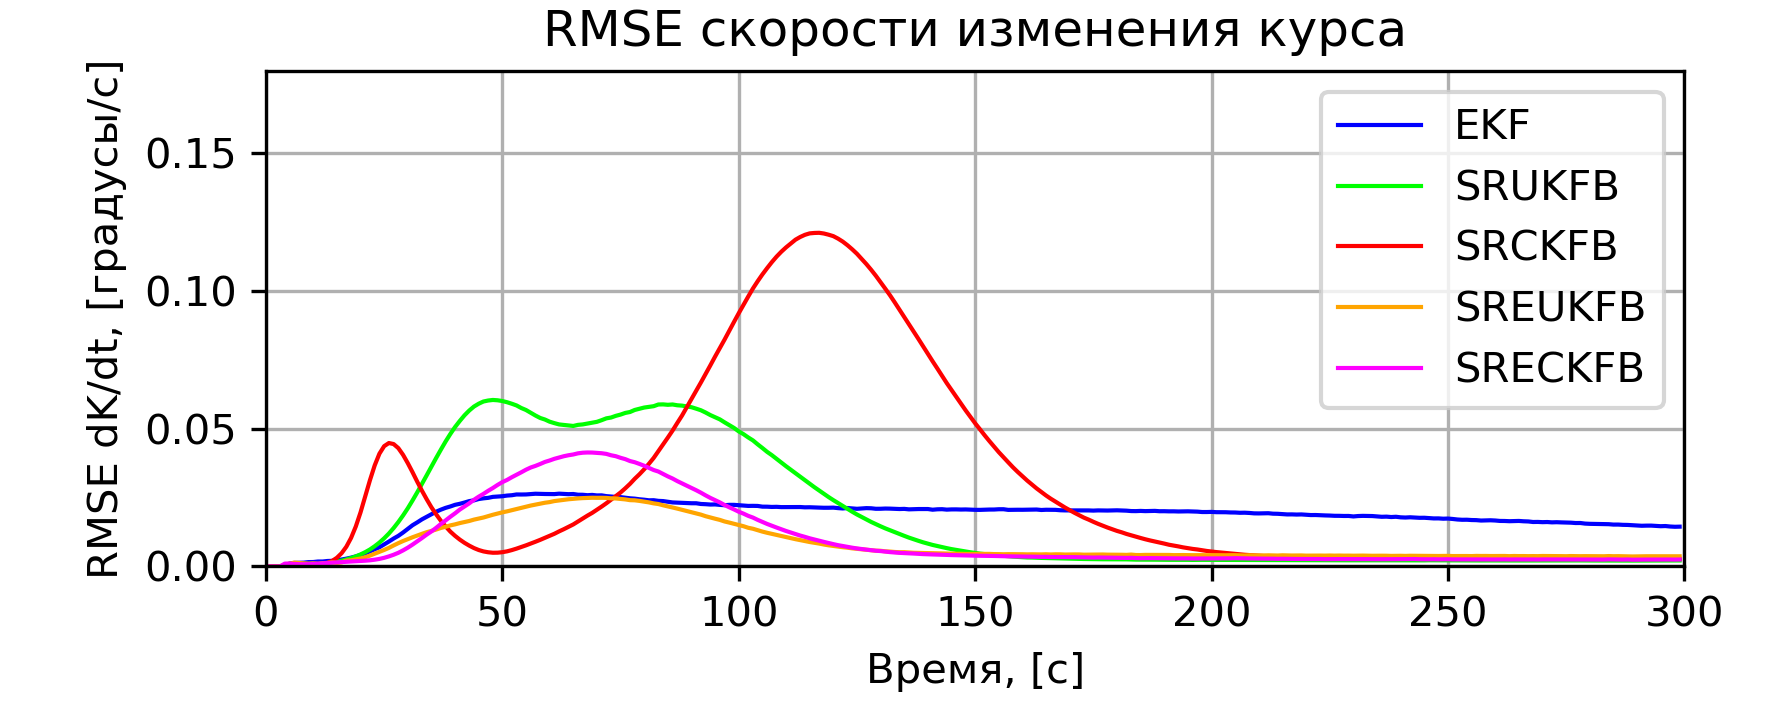 RMSE скорости изменения курса
RMSE dK/dt, [градусы/с]
0.15
0.10
0.05
0.00
0 50 100 150 200 250 300
Время, [с]
EKF
SRUKFB
SRCKFB
SREUKFB
SRECKFB